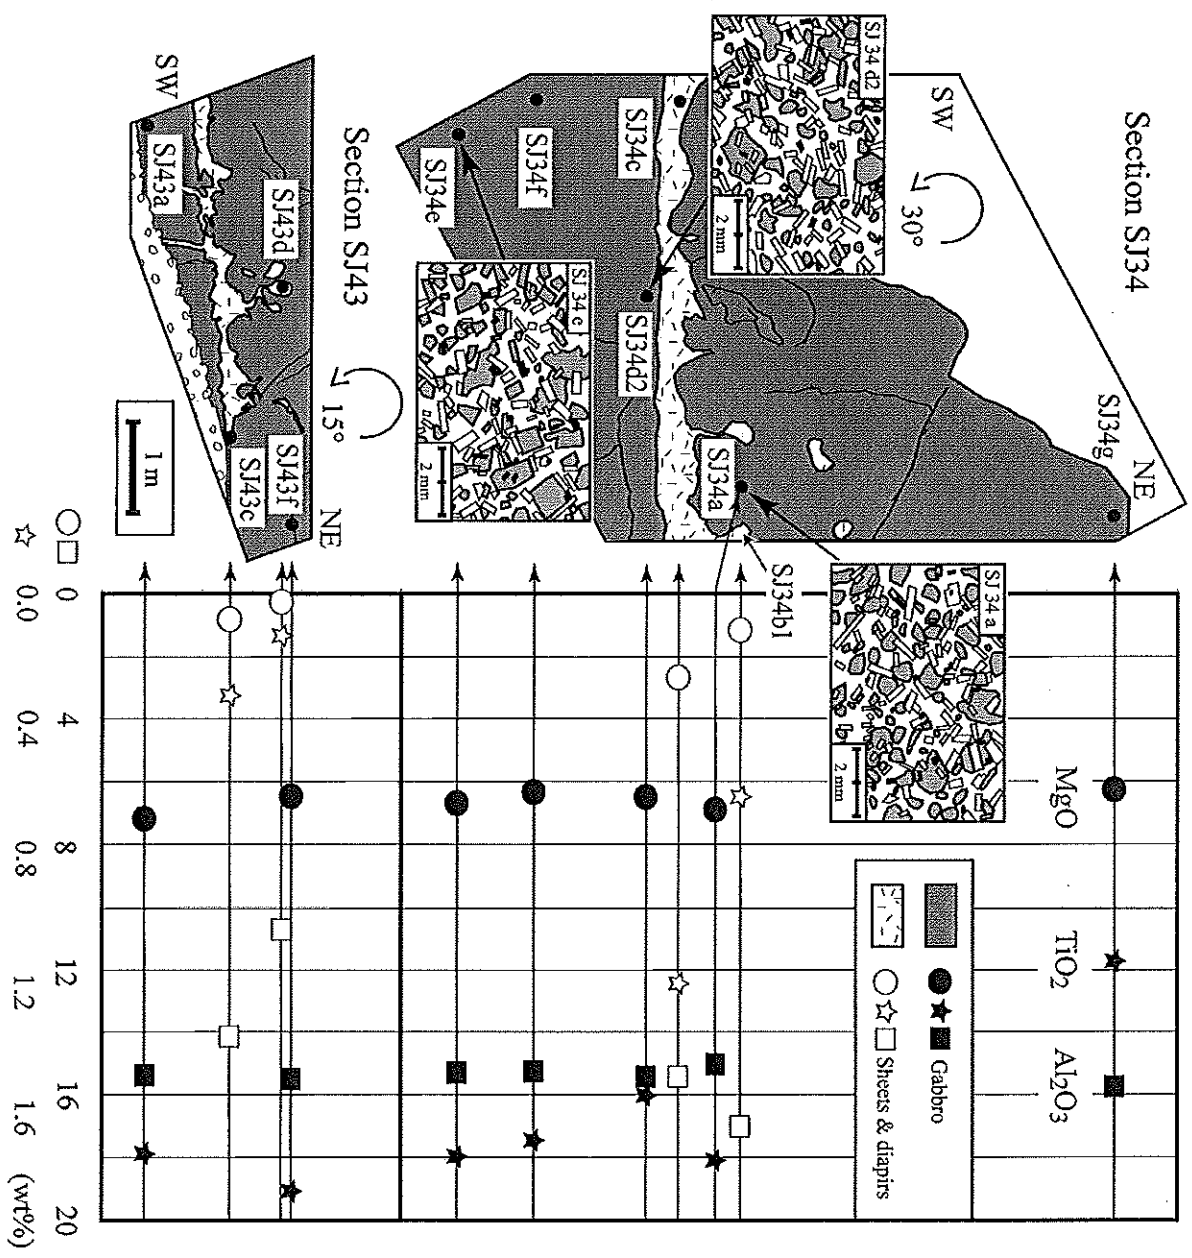 Section SJ34
SW
30°
NE
SJ34g
SJ 34 d2
2 mm
SJ34c
SJ34f
SJ34e
SJ34d2
SJ34a
SJ34b1
SJ 34 e
2 mm
SJ 34 a
2 mm
Section SJ43
SW
15°
NE
SJ43a
SJ43d
SJ43f
SJ43c
1 m
MgO
TiO2
Al2O3
Gabbro
Sheets & diapirs
0 4 8 12 16 20
0.0 0.4 0.8 1.2 1.6 (wt%)